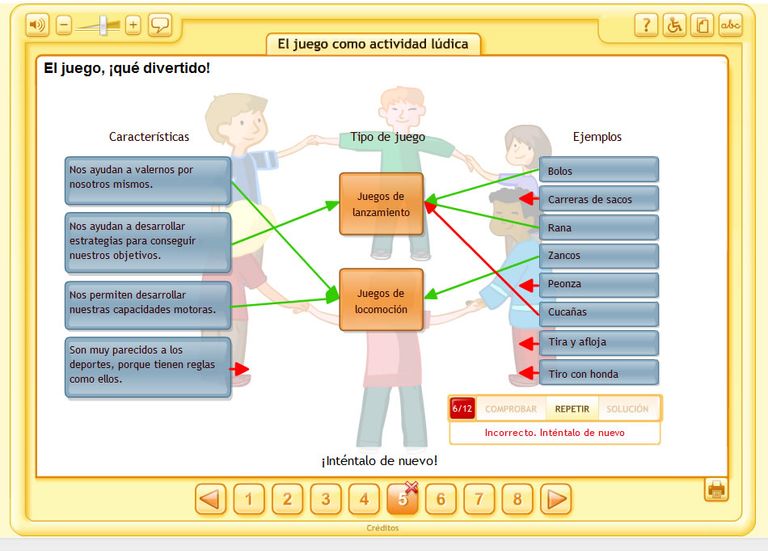 abc
El juego como actividad lúdica
El juego, ¡qué divertido!
Características
Tipo de juego
Ejemplos
Nos ayudan a valernos por
nosotros mismos.
Nos ayudan a desarrollar
estrategias para conseguir
nuestros objetivos.
Nos permiten desarrollar
nuestras capacidades motoras.
Son muy parecidos a los
deportes, porque tienen reglas
como ellos.
Juegos de
lanzamiento
Juegos de
locomoción
Bolos
Carreras de sacos
Rana
Zancos
Peonza
Cucañas
Tira y afloja
Tiro con honda
6/12 COMPROBAR REPETIR SOLUCIÓN
Incorrecto. Inténtalo de nuevo
¡Inténtalo de nuevo!
1 2 3 4 5 6 7 8
Créditos